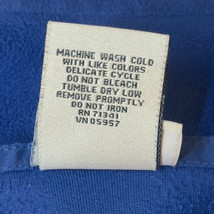 MACHINE WASH COLD
WITH LIKE COLORS
DELICATE CYCLE
DO NOT BLEACH
TUMBLE DRY LOW
REMOVE PROMPTLY
DO NOT IRON
RN 71341
VN 05957